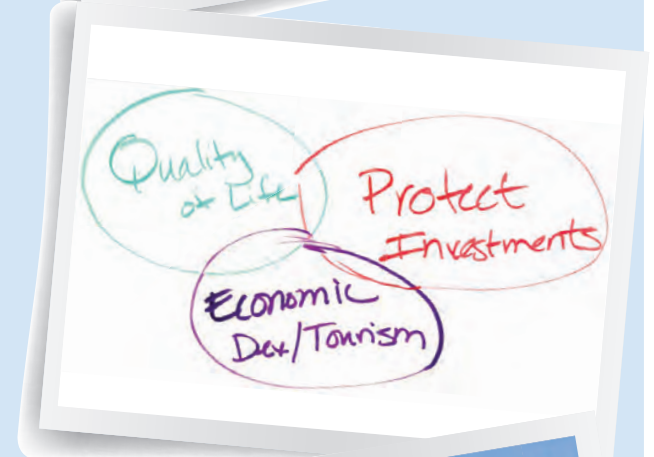 Quality
of Life
Protect
Investments
Economic
Dev/Tourism